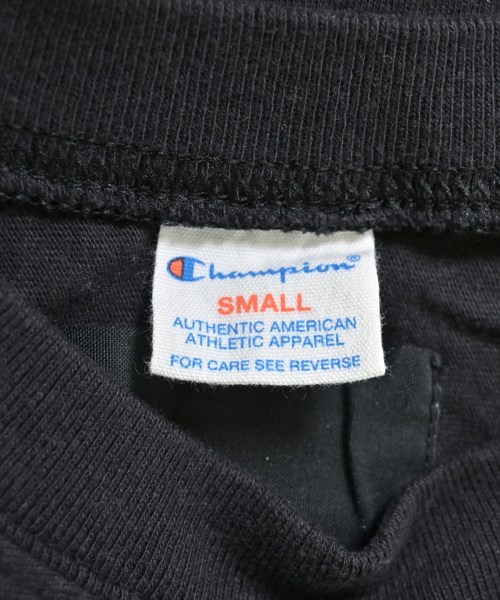 Champion
SMALL
AUTHENTIC AMERICAN
ATHLETIC APPAREL
FOR CARE SEE REVERSE